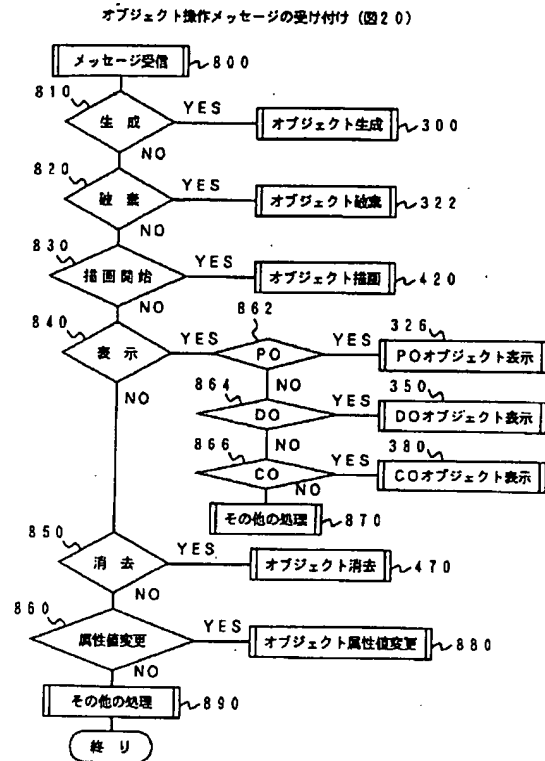 オブジェクト操作メッセージの受け付け (図20)
メッセージ受信 800
810
生成 YES オブジェクト生成 300
NO
820
破棄 YES オブジェクト破棄 322
NO
830
描画開始 YES オブジェクト描画 420
NO
840 862 326
表示 YES PO YES POオブジェクト表示
NO NO
864 350
DO YES DOオブジェクト表示
NO
866 380
CO YES COオブジェクト表示
NO
その他の処理 870
850
消去 YES オブジェクト消去 470
NO
860
属性値変更 YES オブジェクト属性値変更 880
NO
その他の処理 890
終り